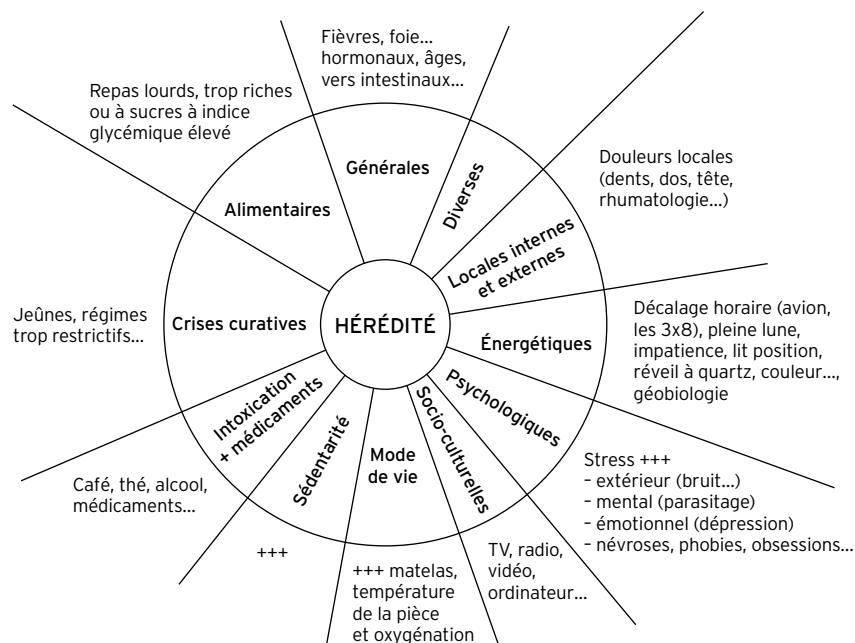 Fièvres, foie...
hormonaux, âges,
vers intestinaux...
Repas lourds, trop riches
ou à sucres à indice
glycémique élevé
Générales
Diverses
Douleurs locales
(dents, dos, tête,
rhumatologie...)
Alimentaires
Locales internes
et externes
Jeûnes, régimes
trop restrictifs...
Crises curatives
HÉRÉDITÉ
Énergétiques
Décalage horaire (avion,
les 3x8), pleine lune,
impatience, lit position,
réveil à quartz, couleur...,
géobiologie
Intoxication
+ médicaments
Sédentarité
Mode
de vie
Socio-culturelles
Psychologiques
Café, thé, alcool,
médicaments...
+++
+++ matelas,
température
de la pièce
et oxygénation
TV, radio,
vidéo,
ordinateur...
Stress +++
– extérieur (bruit...)
– mental (parasitage)
– émotionnel (dépression)
– névroses, phobies, obsessions...